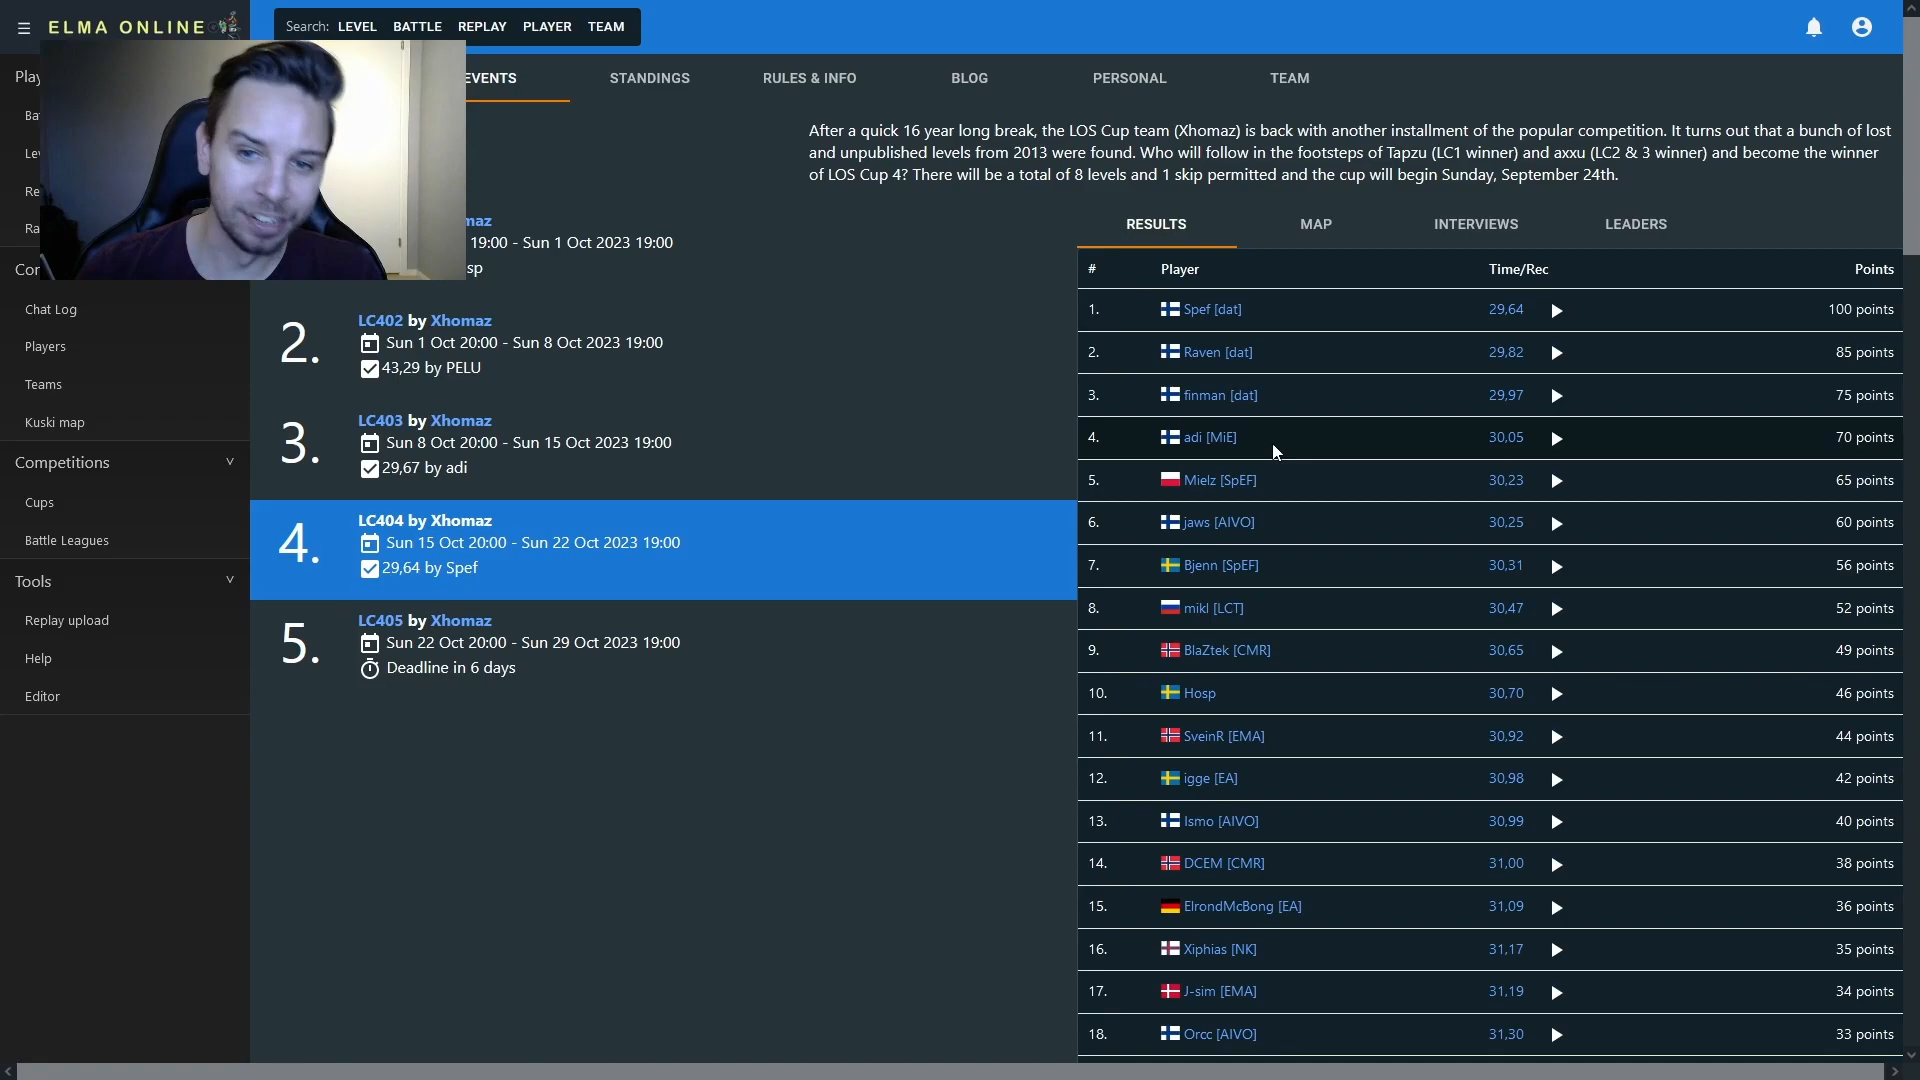 ELMA ONLINE
Search: LEVEL BATTLE REPLAY PLAYER TEAM
EVENTS STANDINGS RULES & INFO BLOG PERSONAL TEAM
After a quick 16 year long break, the LOS Cup team (Xhomaz) is back with another installment of the popular competition. It turns out that a bunch of lost
and unpublished levels from 2013 were found. Who will follow in the footsteps of Tapzu (LC1 winner) and axxu (LC2 & 3 winner) and become the winner
of LOS Cup 4? There will be a total of 8 levels and 1 skip permitted and the cup will begin Sunday, September 24th.
Chat Log
Players
Teams
Kuski map
Competitions
Cups
Battle Leagues
Tools
Replay upload
Help
Editor
19:00 - Sun 1 Oct 2023 19:00
2.
LC402 by Xhomaz
Sun 1 Oct 20:00 - Sun 8 Oct 2023 19:00
43,29 by PELU
3.
LC403 by Xhomaz
Sun 8 Oct 20:00 - Sun 15 Oct 2023 19:00
29,67 by adi
4.
LC404 by Xhomaz
Sun 15 Oct 20:00 - Sun 22 Oct 2023 19:00
29,64 by Spef
5.
LC405 by Xhomaz
Sun 22 Oct 20:00 - Sun 29 Oct 2023 19:00
Deadline in 6 days
RESULTS MAP INTERVIEWS LEADERS
# Player Time/Rec Points
1. Spef [dat] 29,64 100 points
2. Raven [dat] 29,82 85 points
3. finman [dat] 29,97 75 points
4. adi [MiE] 30,05 70 points
5. Mielz [SpEF] 30,23 65 points
6. jaws [AIVO] 30,25 60 points
7. Bjenn [SpEF] 30,31 56 points
8. mikl [LCT] 30,47 52 points
9. BlaZtek [CMR] 30,65 49 points
10. Hosp 30,70 46 points
11. SveinR [EMA] 30,92 44 points
12. igge [EA] 30,98 42 points
13. Ismo [AIVO] 30,99 40 points
14. DCEM [CMR] 31,00 38 points
15. ElrondMcBong [EA] 31,09 36 points
16. Xiphias [NK] 31,17 35 points
17. J-sim [EMA] 31,19 34 points
18. Orcc [AIVO] 31,30 33 points